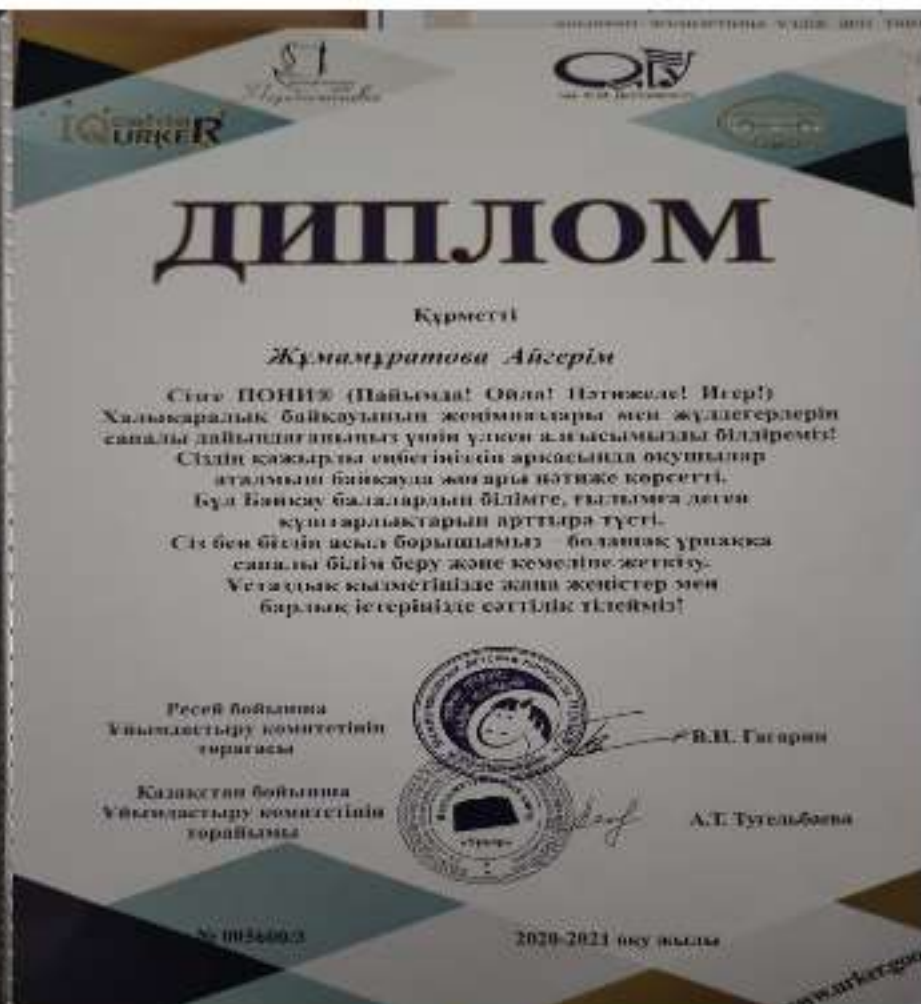 URKER
ДИПЛОМ
Құрметті
Жұмамұратова Айгерім
Сізге ПОНИ® (Пайымда! Ойла! Нәтижеле! Игер!)
Халықаралық байқауының жеңімпаздары мен жүлдегерлерін
сапалы дайындағаныңыз үшін үлкен алғысымызды білдіреміз!
Сіздің қажырлы еңбегіңіздің арқасында оқушылар
аталмыш байқауда жоғары нәтиже көрсетті.
Бұл Байқау балалардың білімге, ғылымға деген
құштарлықтарын арттыра түсті.
Сіз бен біздің асыл борышымыз – болашақ ұрпаққа
сапалы білім беру және кемеліне жеткізу.
Ұстаздық қызметіңізде жаңа жеңістер мен
барлық істеріңізде сәттілік тілейміз!
Ресей бойынша
Ұйымдастыру комитетінің
төрағасы
В.И. Гагарин
Қазақстан бойынша
Ұйымдастыру комитетінің
төрайымы
А.Т. Тугельбаева
№ 005600/3
2020-2021 оқу жылы